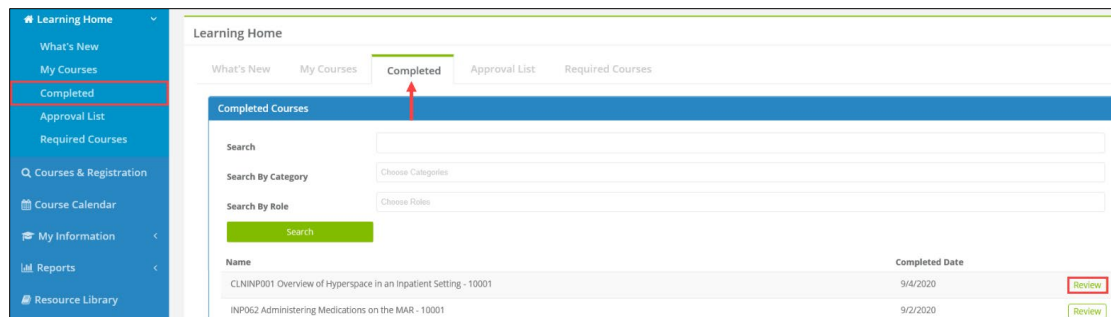 Learning Home
What's New
My Courses
Completed
Approval List
Required Courses
Courses & Registration
Course Calendar
My Information
Reports
Resource Library
Learning Home
What's New My Courses Completed Approval List Required Courses
Completed Courses
Search
Search By Category Choose Categories
Search By Role Choose Roles
Search
Name Completed Date
CLNINP001 Overview of Hyperspace in an Inpatient Setting - 10001 9/4/2020 Review
INP062 Administering Medications on the MAR - 10001 9/2/2020 Review